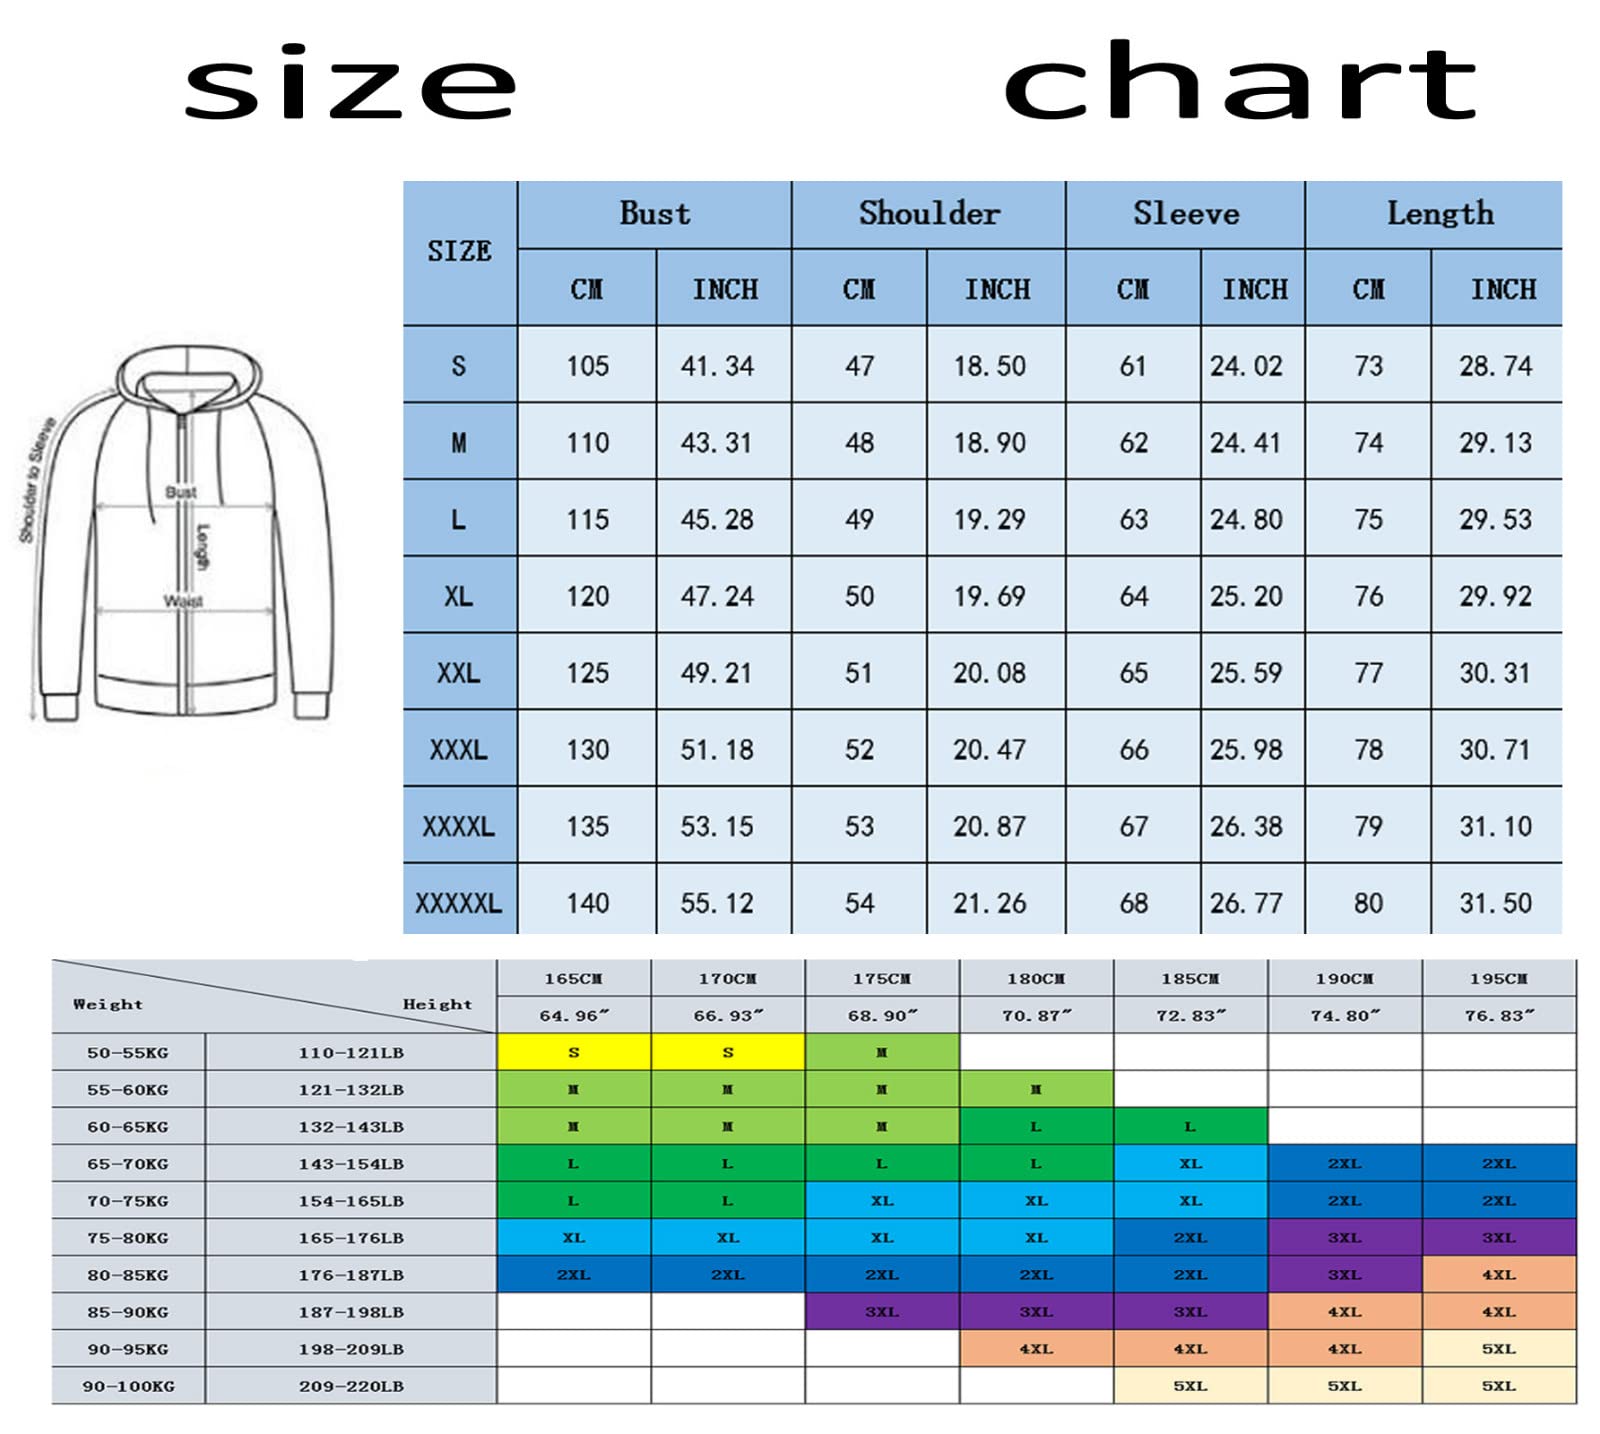 size chart
SIZE Bust Shoulder Sleeve Length
CM INCH CM INCH CM INCH CM INCH
S 105 41.34 47 18.50 61 24.02 73 28.74
M 110 43.31 48 18.90 62 24.41 74 29.13
L 115 45.28 49 19.29 63 24.80 75 29.53
XL 120 47.24 50 19.69 64 25.20 76 29.92
XXL 125 49.21 51 20.08 65 25.59 77 30.31
XXXL 130 51.18 52 20.47 66 25.98 78 30.71
XXXXL 135 53.15 53 20.87 67 26.38 79 31.10
XXXXXL 140 55.12 54 21.26 68 26.77 80 31.50
Shoulder to Sleeve
Bust
Length
Waist
Weight Height 165CM 170CM 175CM 180CM 185CM 190CM 195CM
64.96″ 66.93″ 68.90″ 70.87″ 72.83″ 74.80″ 76.83″
50-55KG 110-121LB S S M
55-60KG 121-132LB M M M M
60-65KG 132-143LB M M M L L
65-70KG 143-154LB L L L L XL 2XL 2XL
70-75KG 154-165LB L L XL XL XL 2XL 2XL
75-80KG 165-176LB XL XL XL XL 2XL 3XL 3XL
80-85KG 176-187LB 2XL 2XL 2XL 2XL 2XL 3XL 4XL
85-90KG 187-198LB 3XL 3XL 3XL 4XL 4XL
90-95KG 198-209LB 4XL 4XL 4XL 5XL
90-100KG 209-220LB 5XL 5XL 5XL